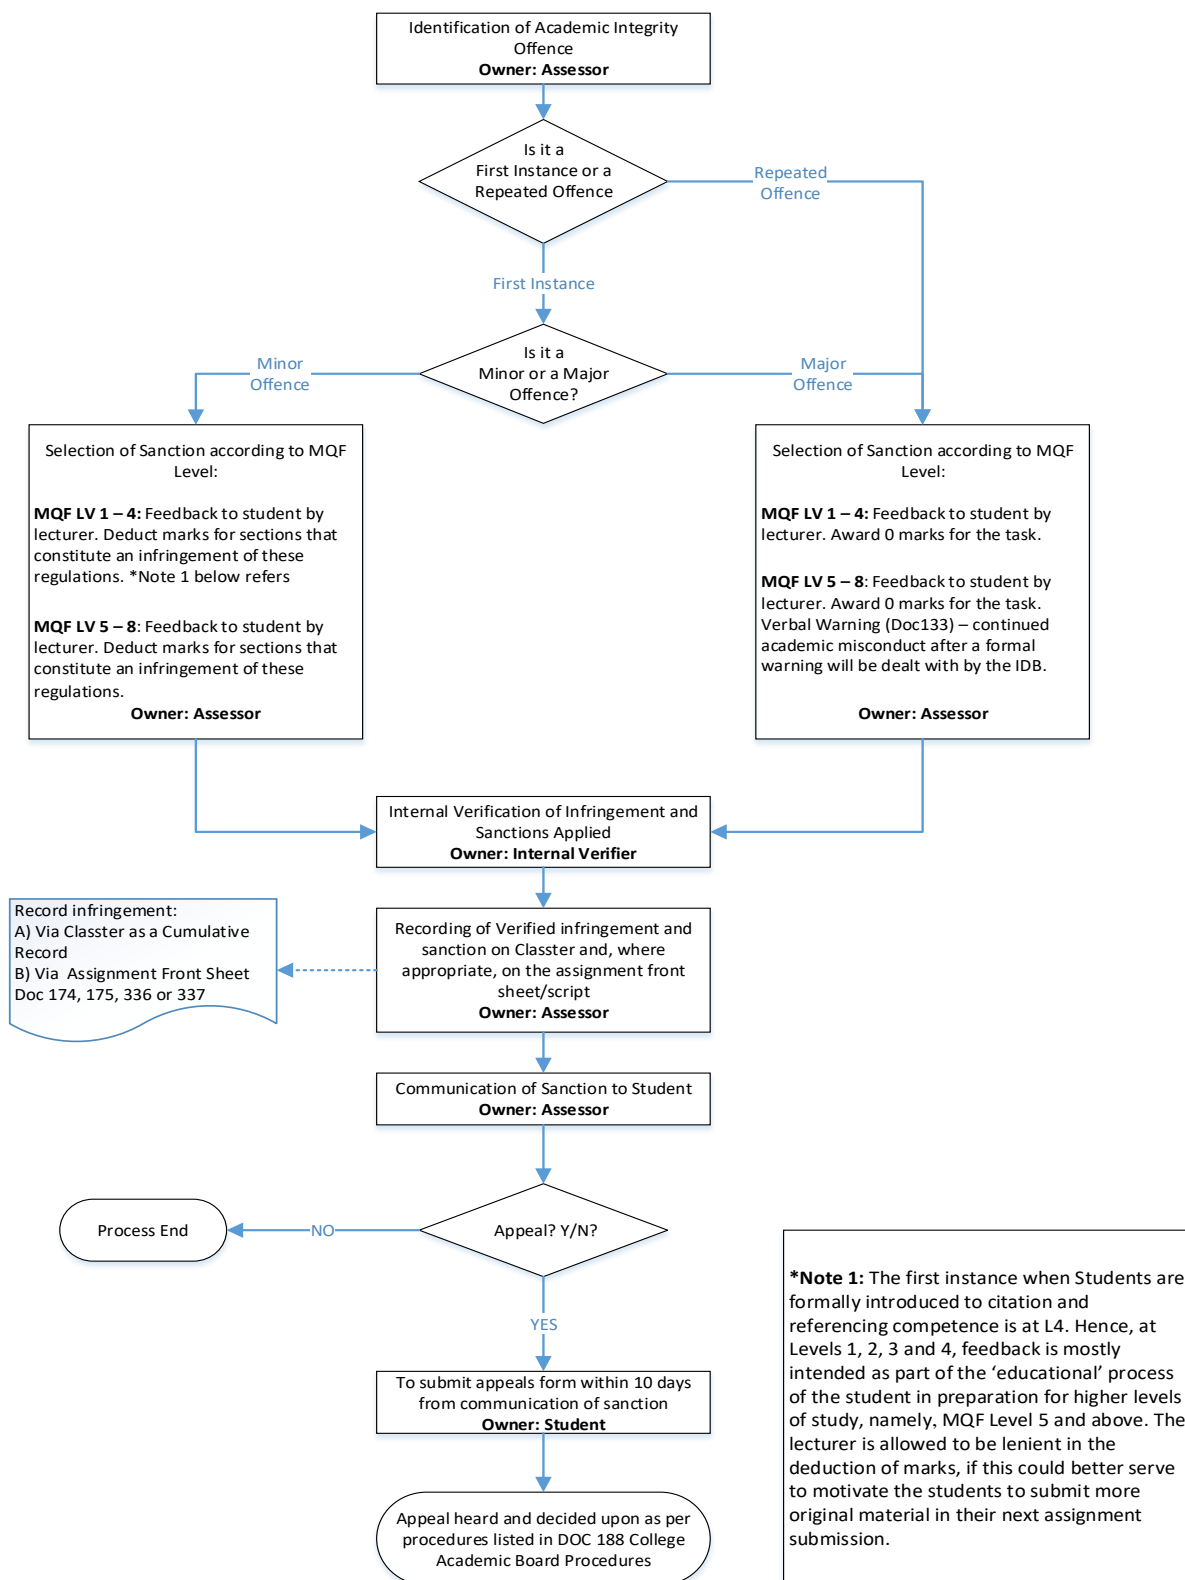 Identification of Academic Integrity
Offence
Owner: Assessor
Is it a
First Instance or a
Repeated Offence
Repeated
Offence
First Instance
Is it a
Minor or a Major
Offence?
Minor
Offence
Major
Offence
Selection of Sanction according to MQF
Level:
MQF LV 1 – 4: Feedback to student by
lecturer. Deduct marks for sections that
constitute an infringement of these
regulations. *Note 1 below refers
MQF LV 5 – 8: Feedback to student by
lecturer. Deduct marks for sections that
constitute an infringement of these
regulations.
Owner: Assessor
Selection of Sanction according to MQF
Level:
MQF LV 1 – 4: Feedback to student by
lecturer. Award 0 marks for the task.
MQF LV 5 – 8: Feedback to student by
lecturer. Award 0 marks for the task.
Verbal Warning (Doc133) – continued
academic misconduct after a formal
warning will be dealt with by the IDB.
Owner: Assessor
Internal Verification of Infringement and
Sanctions Applied
Owner: Internal Verifier
Record infringement:
A) Via Classter as a Cumulative
Record
B) Via Assignment Front Sheet
Doc 174, 175, 336 or 337
Recording of Verified infringement and
sanction on Classter and, where
appropriate, on the assignment front
sheet/script
Owner: Assessor
Communication of Sanction to Student
Owner: Assessor
Appeal? Y/N?
NO
Process End
YES
To submit appeals form within 10 days
from communication of sanction
Owner: Student
Appeal heard and decided upon as per
procedures listed in DOC 188 College
Academic Board Procedures
*Note 1: The first instance when Students are
formally introduced to citation and
referencing competence is at L4. Hence, at
Levels 1, 2, 3 and 4, feedback is mostly
intended as part of the ‘educational’ process
of the student in preparation for higher levels
of study, namely, MQF Level 5 and above. The
lecturer is allowed to be lenient in the
deduction of marks, if this could better serve
to motivate the students to submit more
original material in their next assignment
submission.